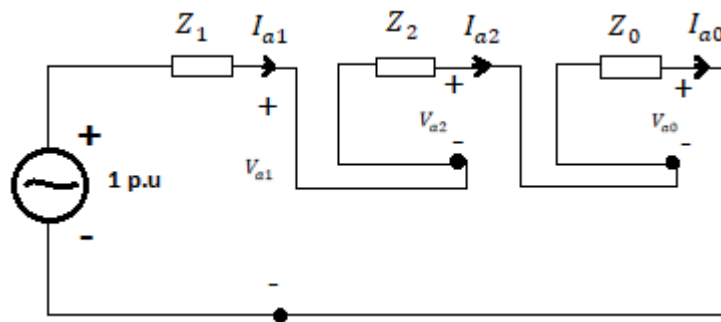 Z₁ Iₐ₁ Z₂ Iₐ₂ Z₀ Iₐ₀
+ + +
+ Vₐ₂ - Vₐ₀ -
1 p.u Vₐ₁
-
-